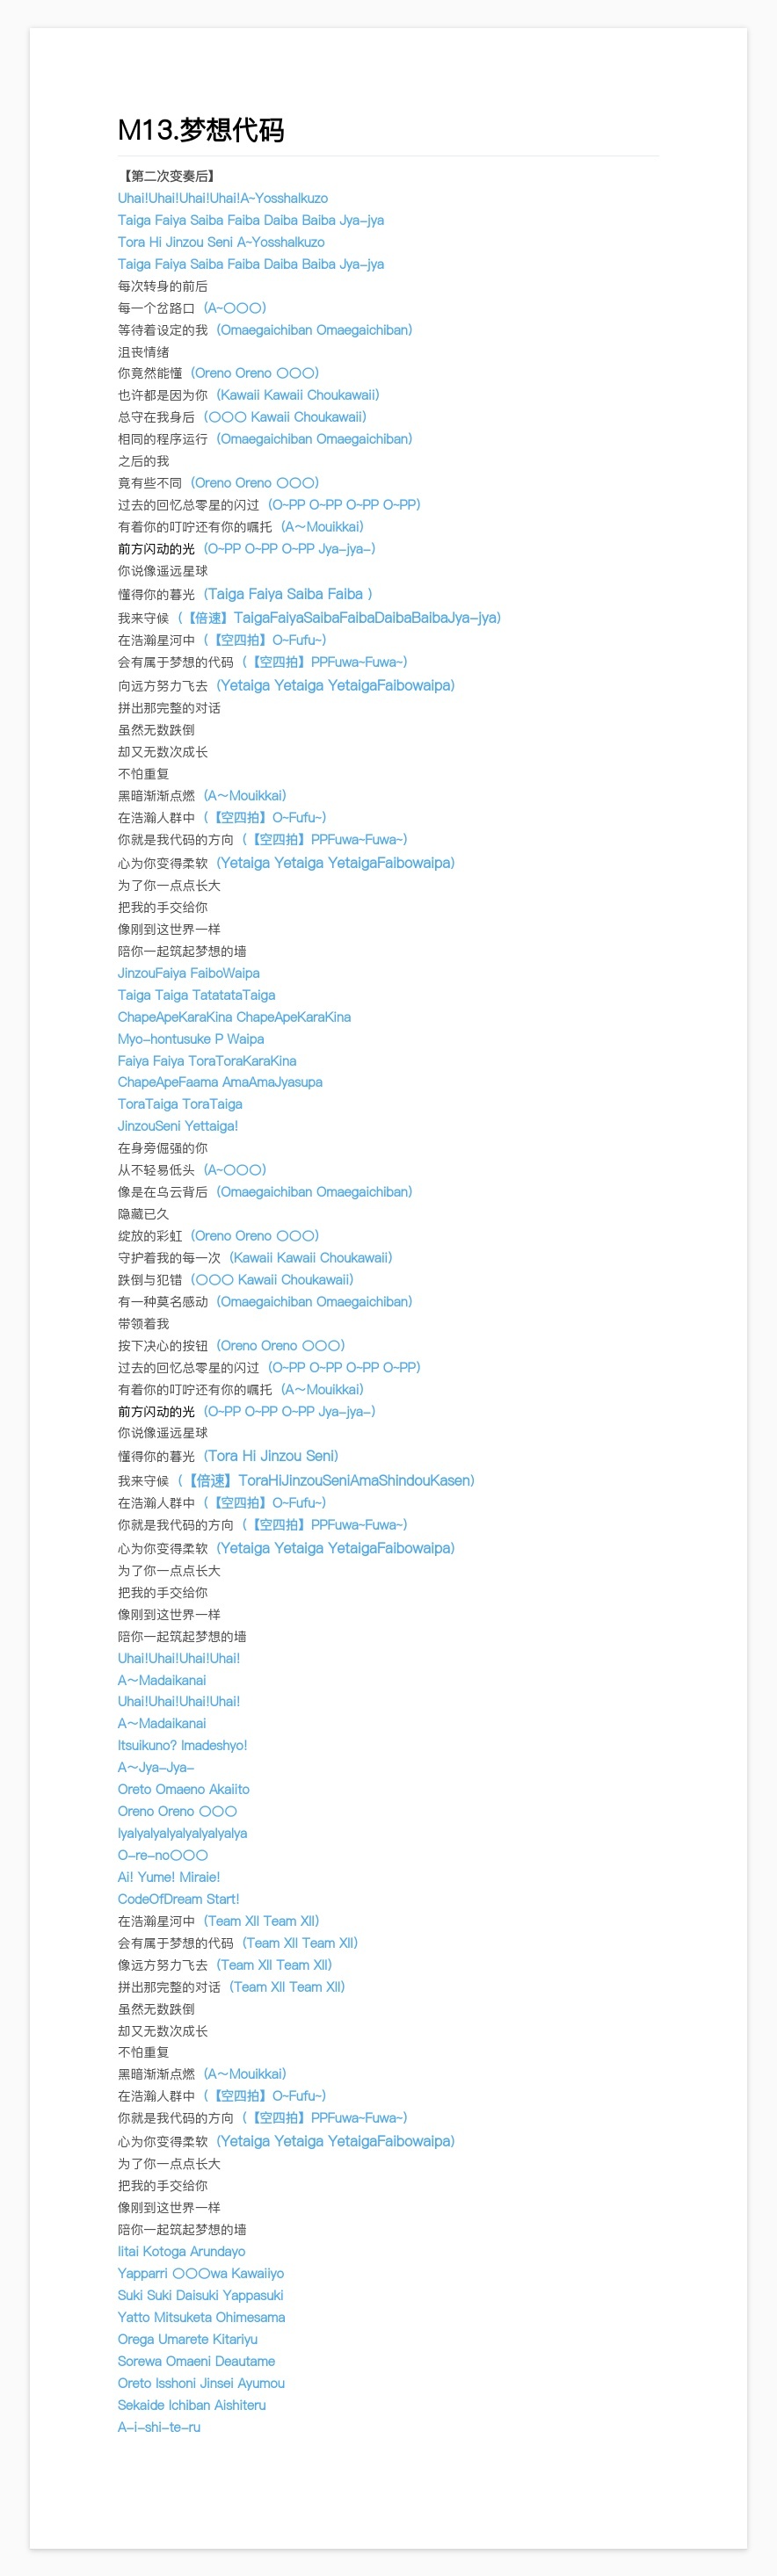 M13.梦想代码
【第二次变奏后】
Uhai!Uhai!Uhai!Uhai!A~YosshaIkuzo
Taiga Faiya Saiba Faiba Daiba Baiba Jya-jya
Tora Hi Jinzou Seni A~YosshaIkuzo
Taiga Faiya Saiba Faiba Daiba Baiba Jya-jya
每次转身的前后
每一个岔路口（A~〇〇〇）
等待着设定的我（Omaegaichiban Omaegaichiban）
沮丧情绪
你竟然能懂（Oreno Oreno 〇〇〇）
也许都是因为你（Kawaii Kawaii Choukawaii）
总守在我身后（〇〇〇 Kawaii Choukawaii）
相同的程序运行（Omaegaichiban Omaegaichiban）
之后的我
竟有些不同（Oreno Oreno 〇〇〇）
过去的回忆总零星的闪过（O~PP O~PP O~PP O~PP）
有着你的叮咛还有你的嘱托（A～Mouikkai）
前方闪动的光（O~PP O~PP O~PP Jya-jya-）
你说像遥远星球
懂得你的暮光（Taiga Faiya Saiba Faiba ）
我来守候（【倍速】TaigaFaiyaSaibaFaibaDaibaBaibaJya-jya）
在浩瀚星河中（【空四拍】O~Fufu~）
会有属于梦想的代码（【空四拍】PPFuwa~Fuwa~）
向远方努力飞去（Yetaiga Yetaiga YetaigaFaibowaipa）
拼出那完整的对话
虽然无数跌倒
却又无数次成长
不怕重复
黑暗渐渐点燃（A～Mouikkai）
在浩瀚人群中（【空四拍】O~Fufu~）
你就是我代码的方向（【空四拍】PPFuwa~Fuwa~）
心为你变得柔软（Yetaiga Yetaiga YetaigaFaibowaipa）
为了你一点点长大
把我的手交给你
像刚到这世界一样
陪你一起筑起梦想的墙
JinzouFaiya FaiboWaipa
Taiga Taiga TatatataTaiga
ChapeApeKaraKina ChapeApeKaraKina
Myo-hontusuke P Waipa
Faiya Faiya ToraToraKaraKina
ChapeApeFaama AmaAmaJyasupa
ToraTaiga ToraTaiga
JinzouSeni Yettaiga!
在身旁倔强的你
从不轻易低头（A~〇〇〇）
像是在乌云背后（Omaegaichiban Omaegaichiban）
隐藏已久
绽放的彩虹（Oreno Oreno 〇〇〇）
守护着我的每一次（Kawaii Kawaii Choukawaii）
跌倒与犯错（〇〇〇 Kawaii Choukawaii）
有一种莫名感动（Omaegaichiban Omaegaichiban）
带领着我
按下决心的按钮（Oreno Oreno 〇〇〇）
过去的回忆总零星的闪过（O~PP O~PP O~PP O~PP）
有着你的叮咛还有你的嘱托（A～Mouikkai）
前方闪动的光（O~PP O~PP O~PP Jya-jya-）
你说像遥远星球
懂得你的暮光（Tora Hi Jinzou Seni）
我来守候（【倍速】ToraHiJinzouSeniAmaShindouKasen）
在浩瀚人群中（【空四拍】O~Fufu~）
你就是我代码的方向（【空四拍】PPFuwa~Fuwa~）
心为你变得柔软（Yetaiga Yetaiga YetaigaFaibowaipa）
为了你一点点长大
把我的手交给你
像刚到这世界一样
陪你一起筑起梦想的墙
Uhai!Uhai!Uhai!Uhai!
A～Madaikanai
Uhai!Uhai!Uhai!Uhai!
A～Madaikanai
Itsuikuno? Imadeshyo!
A～Jya-Jya-
Oreto Omaeno Akaiito
Oreno Oreno 〇〇〇
IyaIyaIyaIyaIyaIyaIyaIya
O-re-no〇〇〇
Ai! Yume! Miraie!
CodeOfDream Start!
在浩瀚星河中（Team XII Team XII）
会有属于梦想的代码（Team XII Team XII）
像远方努力飞去（Team XII Team XII）
拼出那完整的对话（Team XII Team XII）
虽然无数跌倒
却又无数次成长
不怕重复
黑暗渐渐点燃（A～Mouikkai）
在浩瀚人群中（【空四拍】O~Fufu~）
你就是我代码的方向（【空四拍】PPFuwa~Fuwa~）
心为你变得柔软（Yetaiga Yetaiga YetaigaFaibowaipa）
为了你一点点长大
把我的手交给你
像刚到这世界一样
陪你一起筑起梦想的墙
Iitai Kotoga Arundayo
Yapparri 〇〇〇wa Kawaiiyo
Suki Suki Daisuki Yappasuki
Yatto Mitsuketa Ohimesama
Orega Umarete Kitariyu
Sorewa Omaeni Deautame
Oreto Isshoni Jinsei Ayumou
Sekaide Ichiban Aishiteru
A-i-shi-te-ru